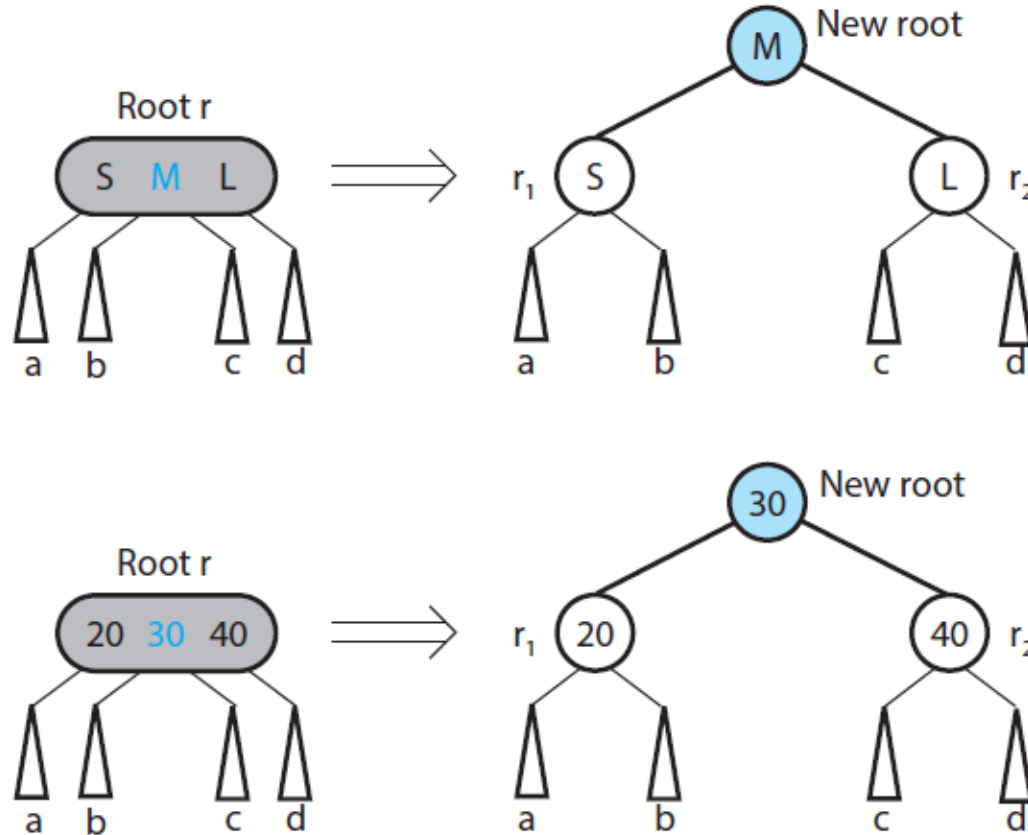 M New root
Root r
S M L
r₁ S L r₂
a b c d a b c d
30 New root
Root r
20 30 40
r₁ 20 40 r₂
a b c d a b c d